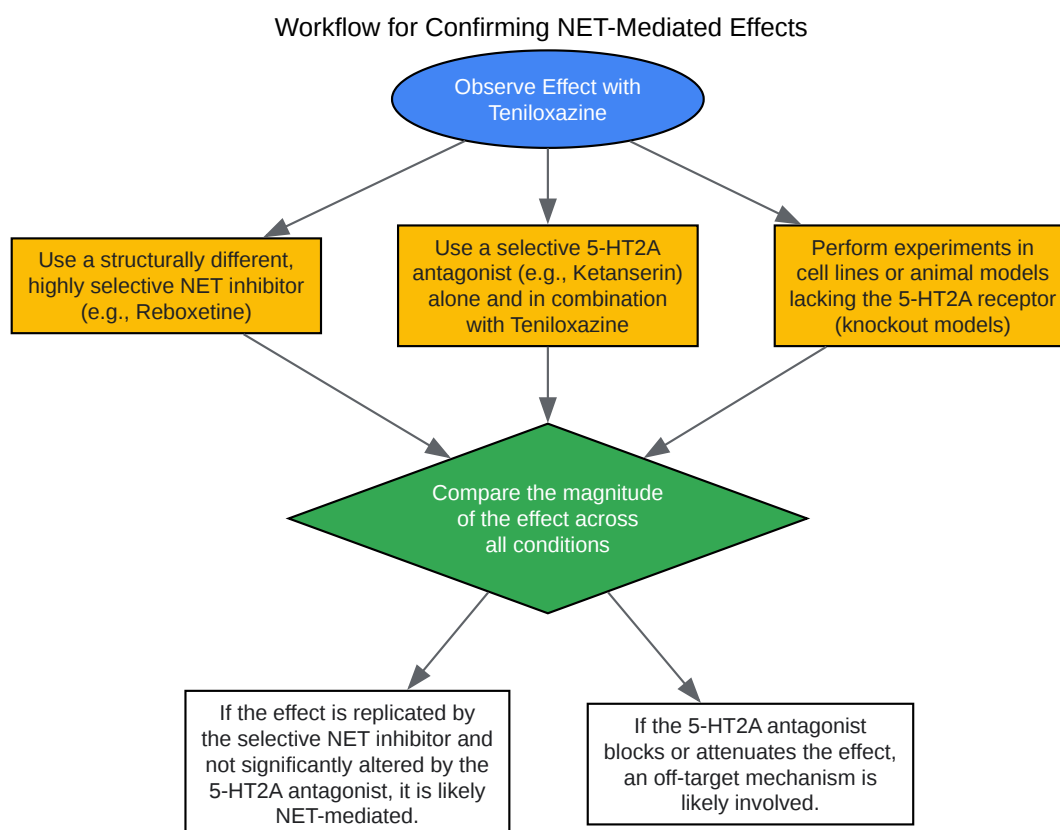 Workflow for Confirming NET-Mediated Effects
Observe Effect with
Teniloxazine
Use a structurally different,
highly selective NET inhibitor
(e.g., Reboxetine)
Use a selective 5-HT2A
antagonist (e.g., Ketanserin)
alone and in combination
with Teniloxazine
Perform experiments in
cell lines or animal models
lacking the 5-HT2A receptor
(knockout models)
Compare the magnitude
of the effect across
all conditions
If the effect is replicated by
the selective NET inhibitor and
not significantly altered by the
5-HT2A antagonist, it is likely
NET-mediated.
If the 5-HT2A antagonist
blocks or attenuates the effect,
an off-target mechanism is
likely involved.